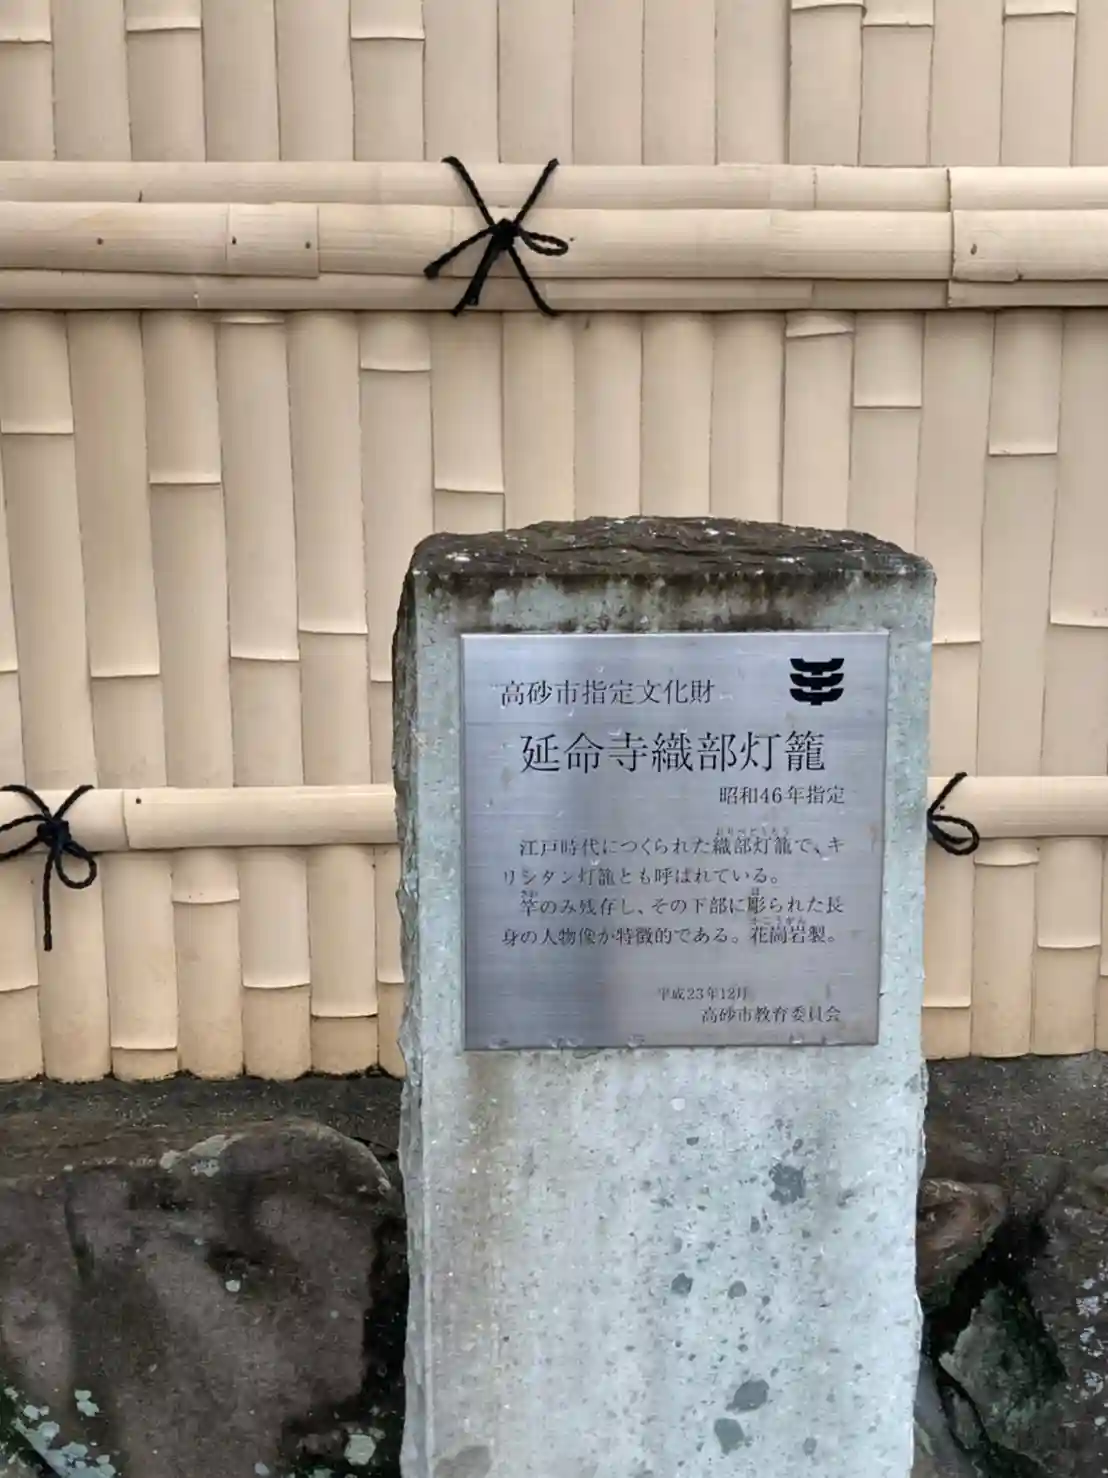 高砂市指定文化財
延命寺織部灯籠
昭和46年指定
江戸時代につくられた織部灯籠で、キ
リシタン灯籠とも呼ばれている。
竿のみ残存し、その下部に彫られた長
身の人物像が特徴的である。花崗岩製。
平成23年12月
高砂市教育委員会